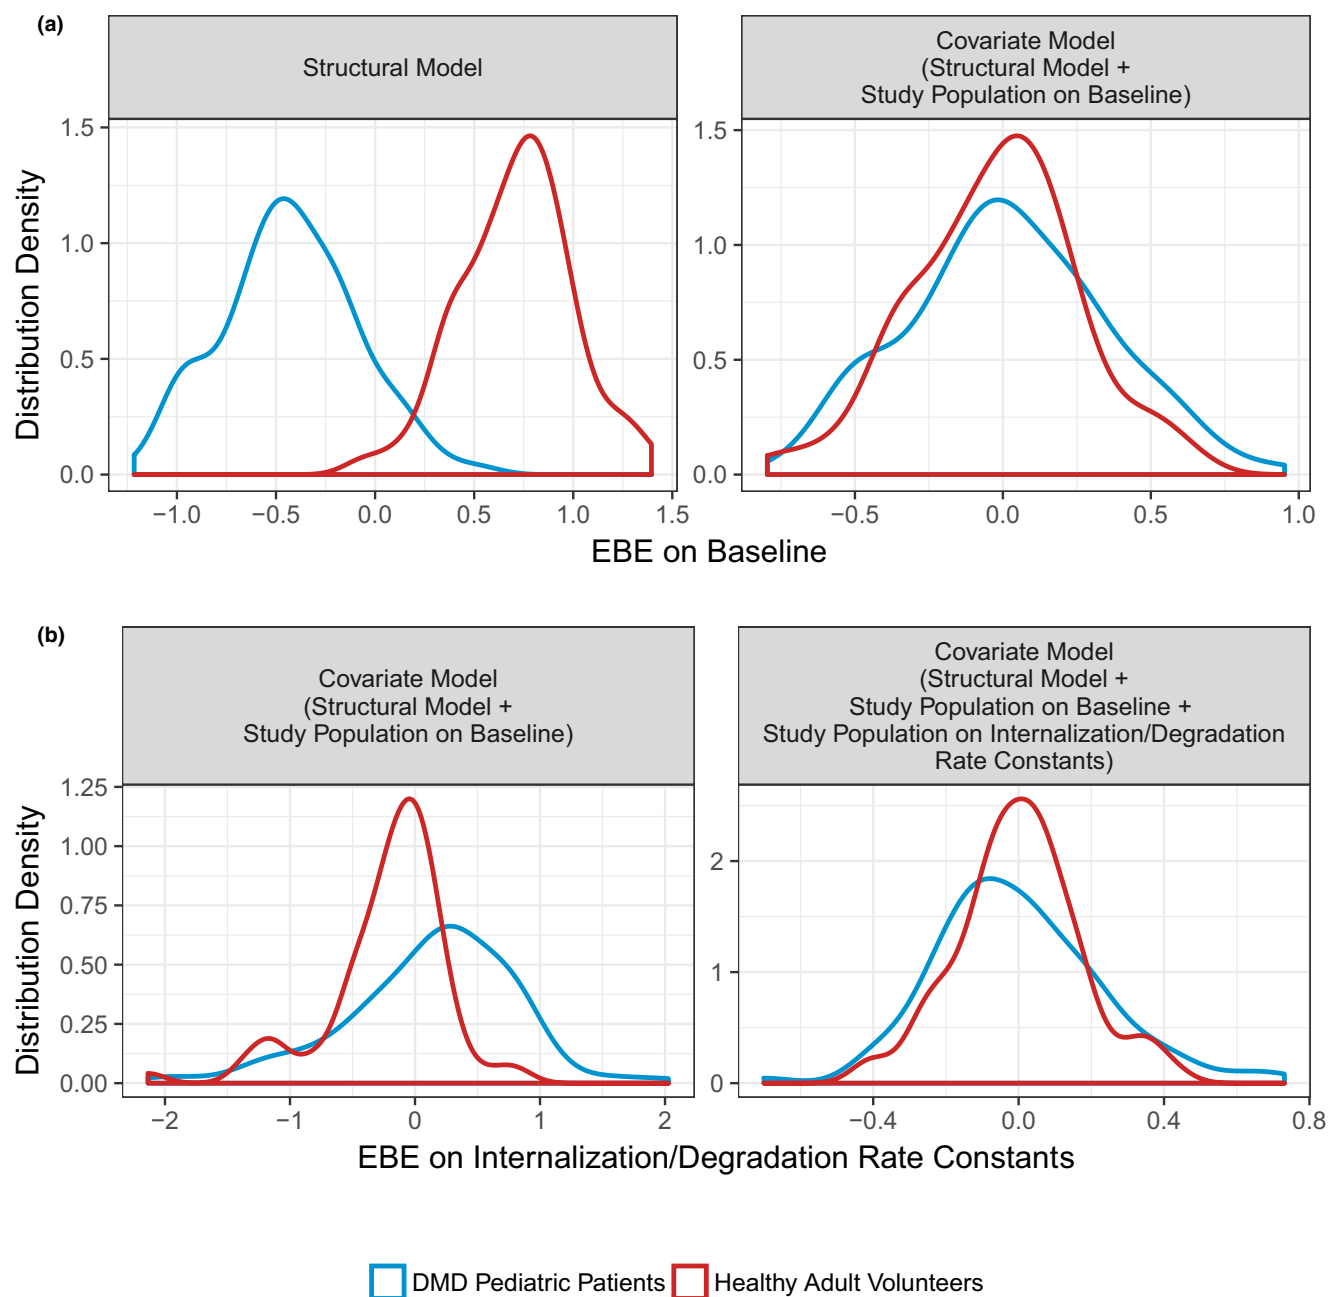 (a)
Structural Model
Covariate Model
(Structural Model +
Study Population on Baseline)
Distribution Density
1.5
1.0
0.5
0.0
1.5
1.0
0.5
0.0
−1.0 −0.5 0.0 0.5 1.0 1.5
−0.5 0.0 0.5 1.0
EBE on Baseline
(b)
Covariate Model
(Structural Model +
Study Population on Baseline)
Covariate Model
(Structural Model +
Study Population on Baseline +
Study Population on Internalization/Degradation
Rate Constants)
Distribution Density
1.25
1.00
0.75
0.50
0.25
0.00
2
1
0
−2 −1 0 1 2
−0.4 0.0 0.4 0.8
EBE on Internalization/Degradation Rate Constants
DMD Pediatric Patients Healthy Adult Volunteers